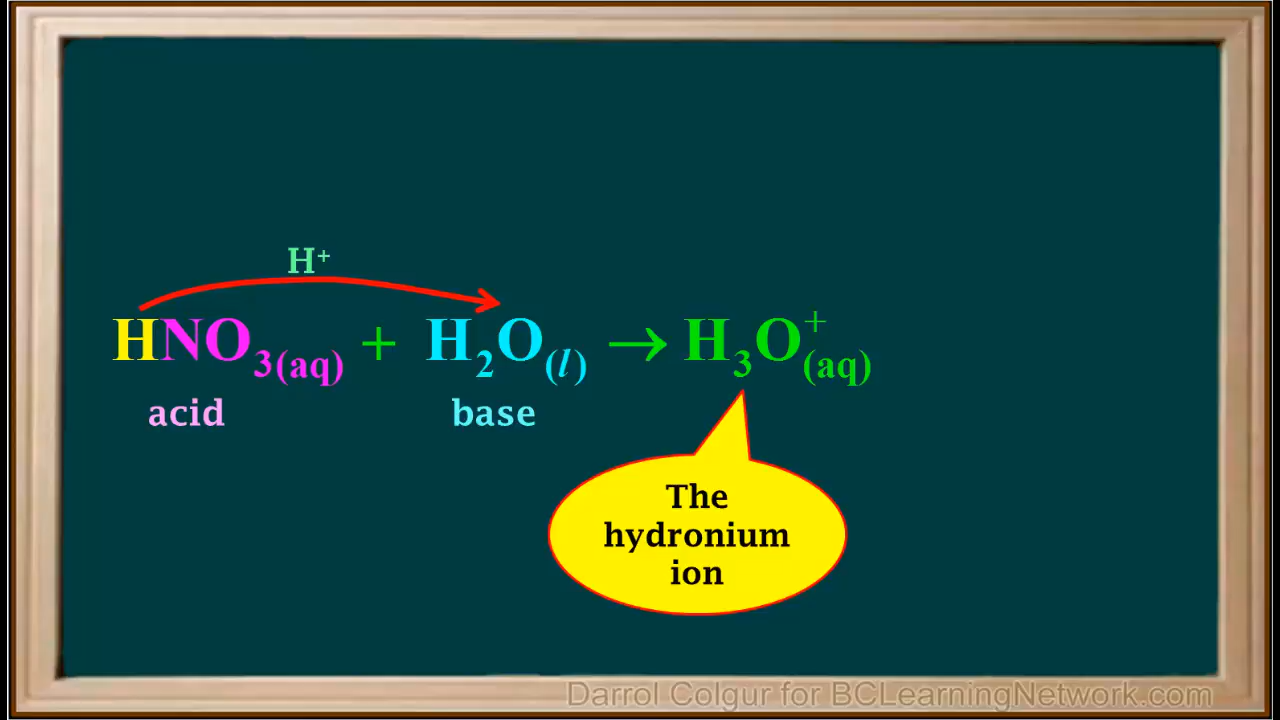 H⁺
HNO₃(aq) + H₂O(l) → H₃O⁺(aq)
acid base
The
hydronium
ion
Darrol Colgur for BCLearningNetwork.com